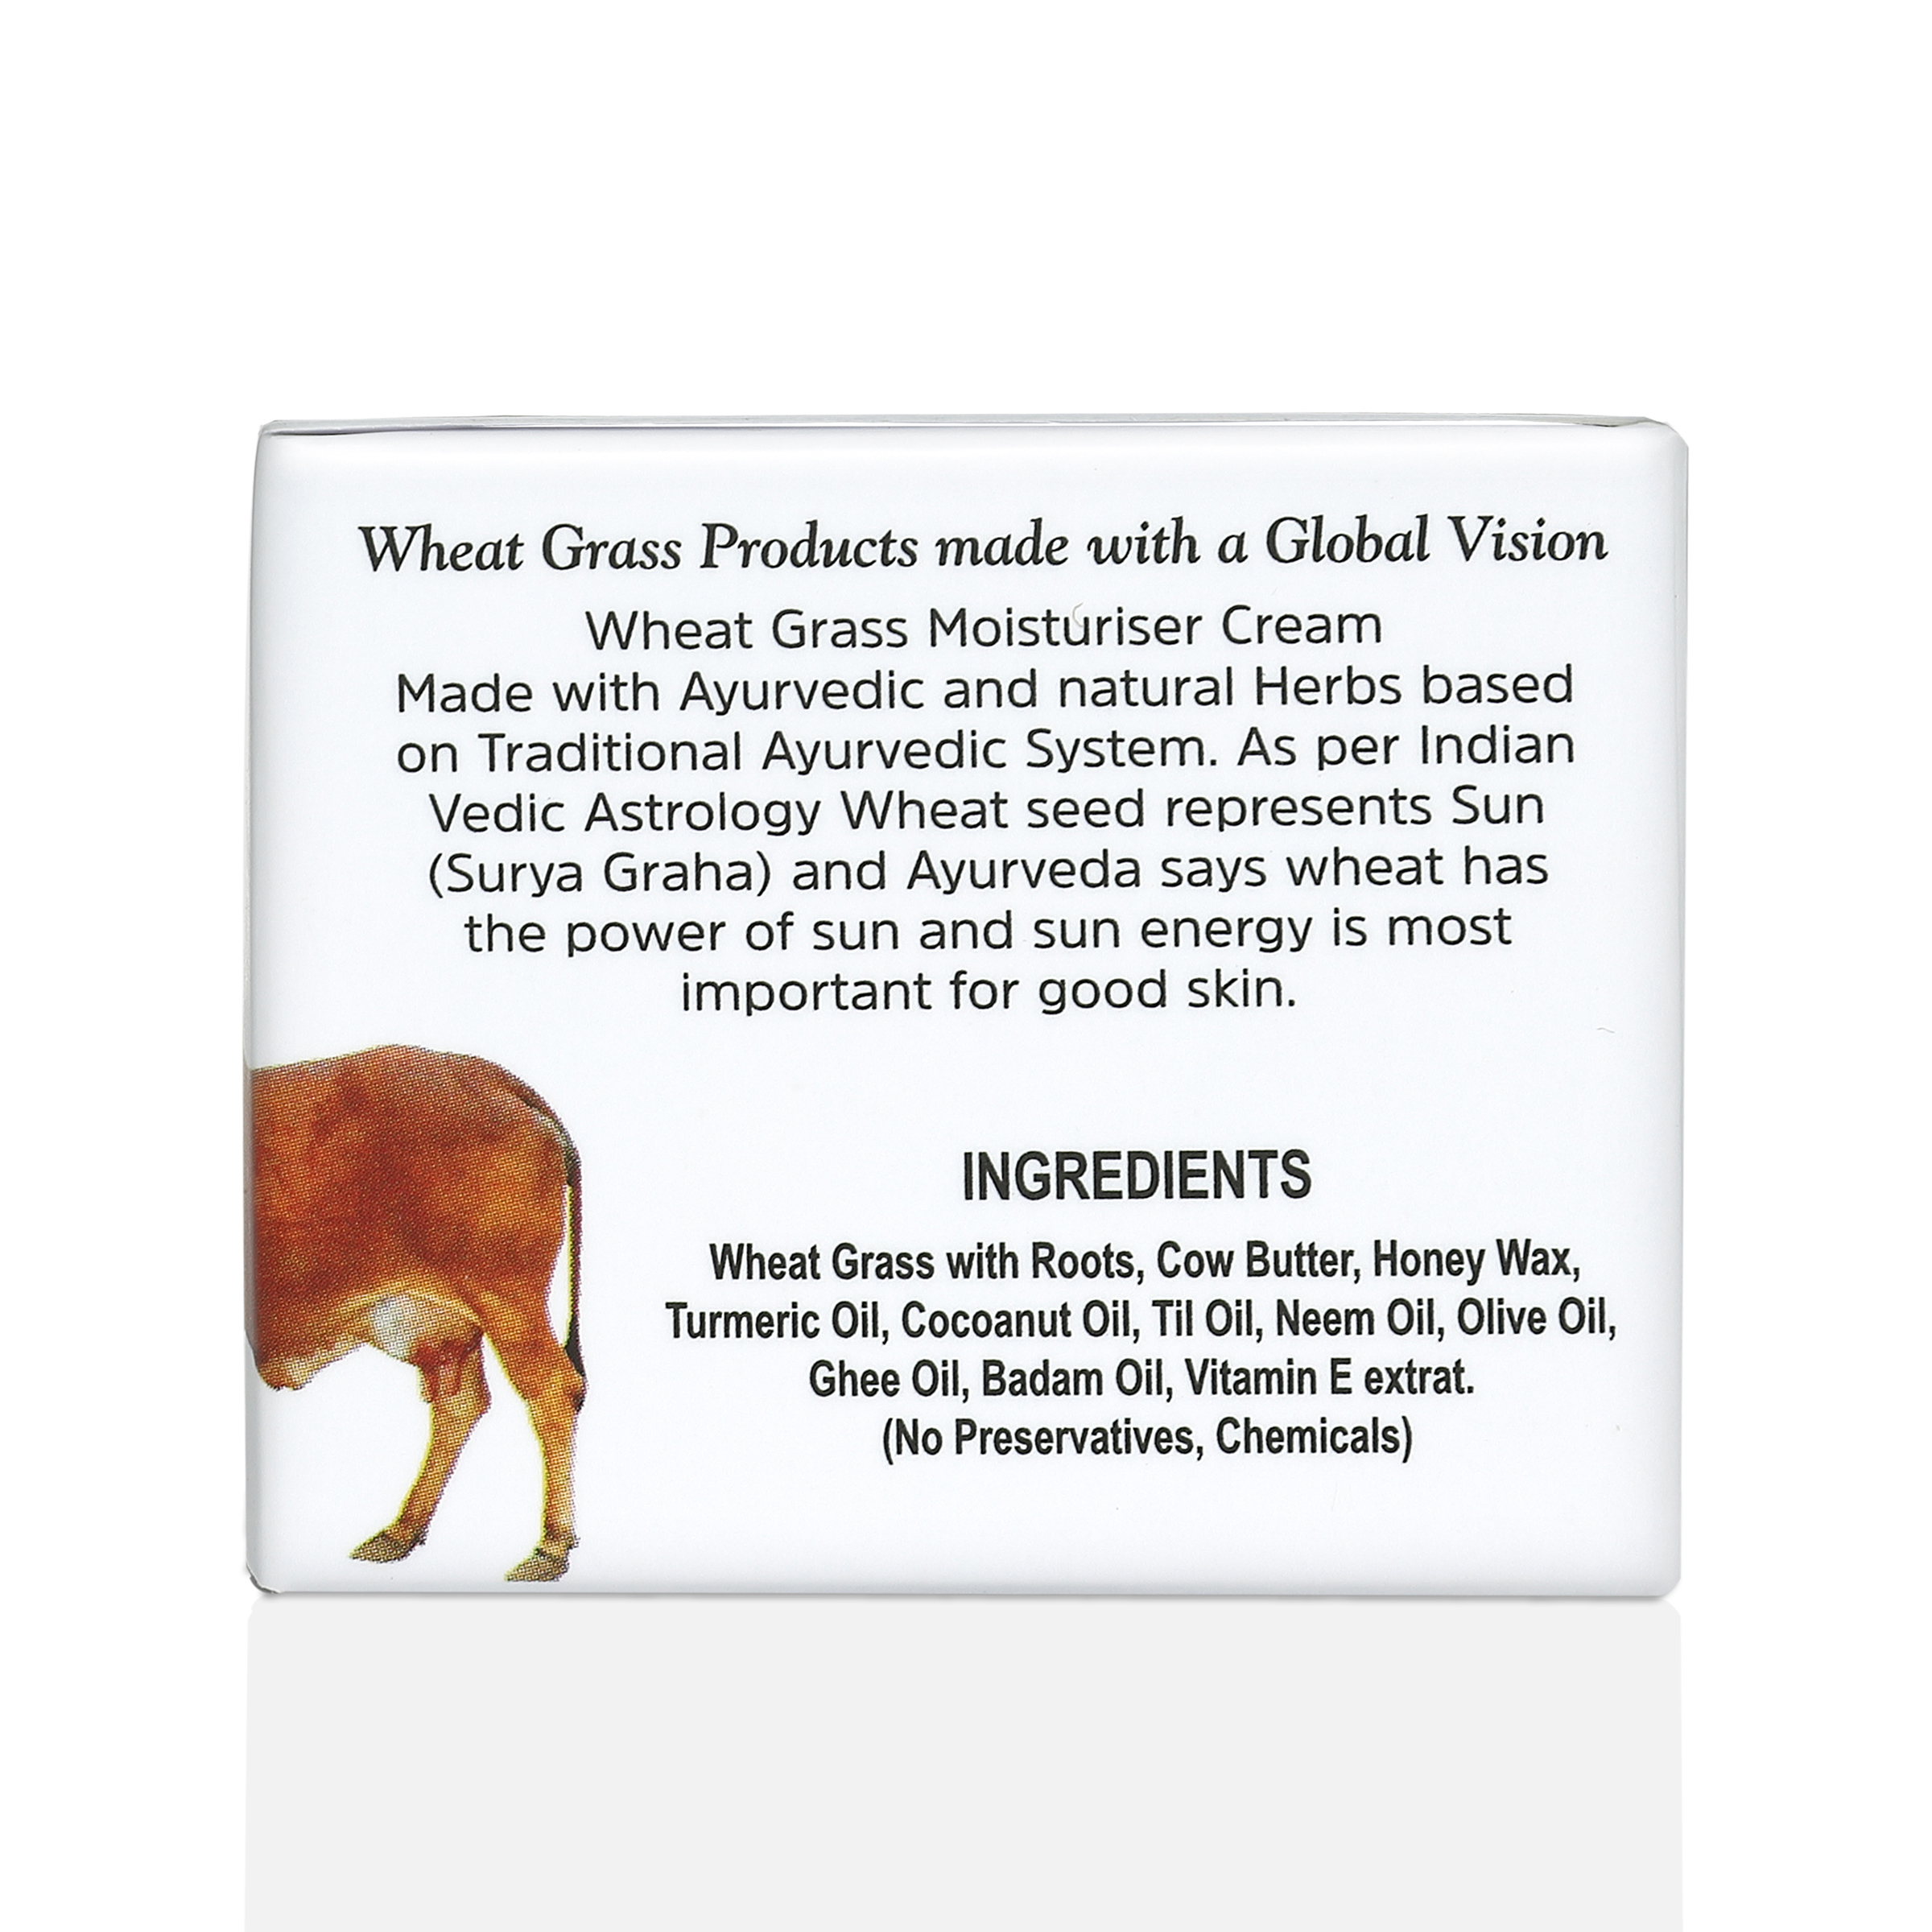 Wheat Grass Products made with a Global Vision
Wheat Grass Moisturiser Cream
Made with Ayurvedic and natural Herbs based
on Traditional Ayurvedic System. As per Indian
Vedic Astrology Wheat seed represents Sun
(Surya Graha) and Ayurveda says wheat has
the power of sun and sun energy is most
important for good skin.
INGREDIENTS
Wheat Grass with Roots, Cow Butter, Honey Wax,
Turmeric Oil, Cocoanut Oil, Til Oil, Neem Oil, Olive Oil,
Ghee Oil, Badam Oil, Vitamin E extrat.
(No Preservatives, Chemicals)